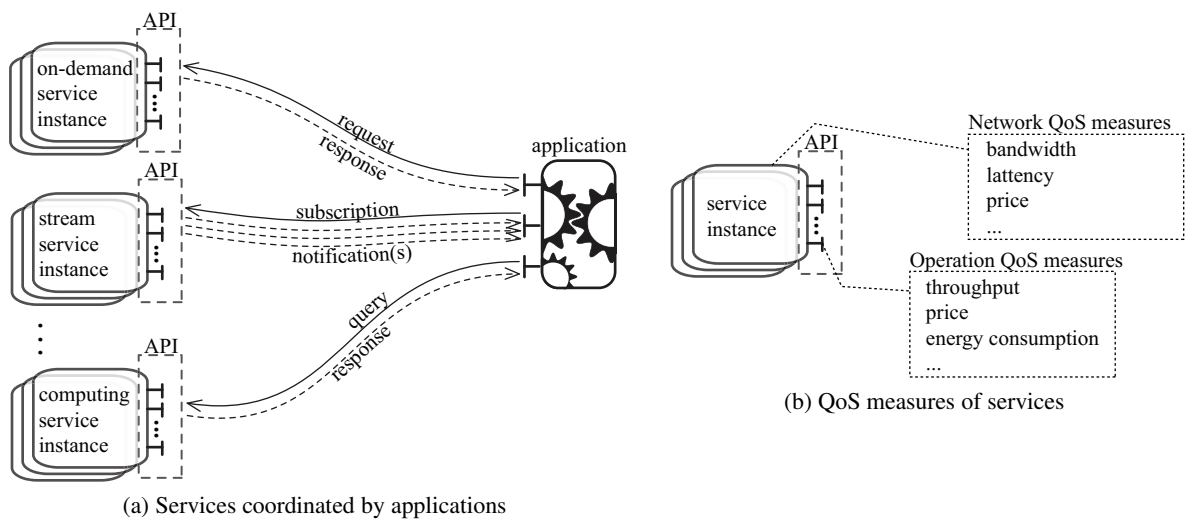 API
on-demand
service
instance
request
response
API
stream
service
instance
subscription
notification(s)
API
computing
service
instance
query
response
application
(a) Services coordinated by applications
API
service
instance
Network QoS measures
bandwidth
lattency
price
...
Operation QoS measures
throughput
price
energy consumption
...
(b) QoS measures of services